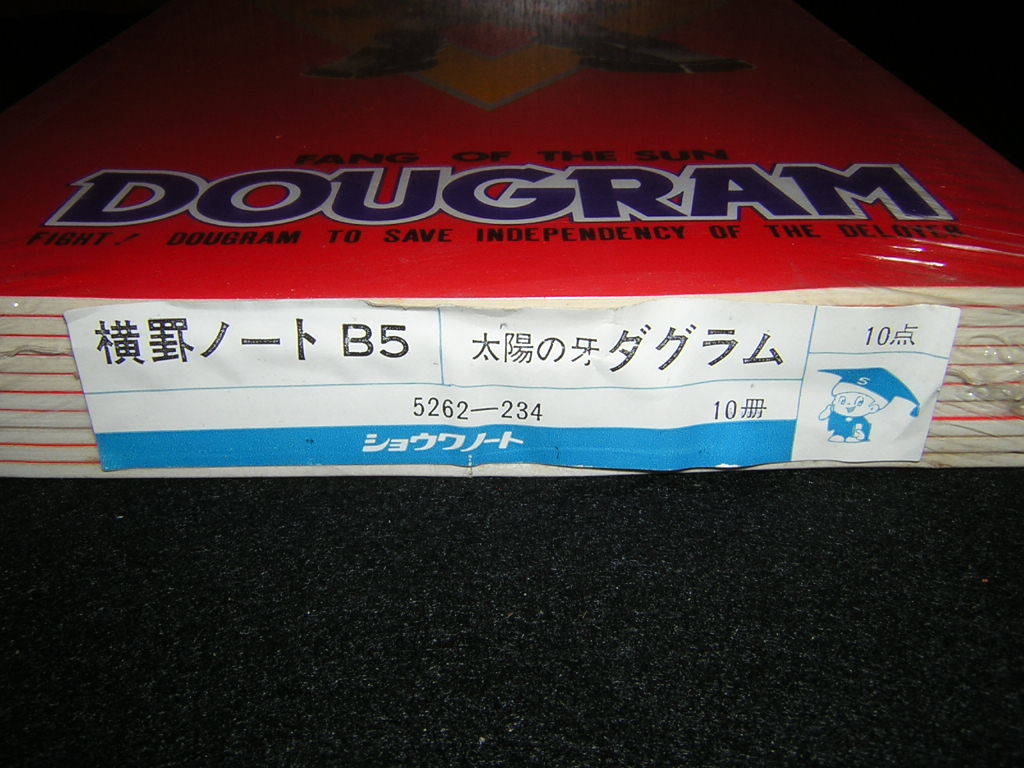 FANG OF THE SUN
DOUGRAM
FIGHT! DOUGRAM TO SAVE INDEPENDENCY OF THE DELOYER
横罫ノート B5
太陽の牙ダグラム
10点
5262-234
10冊
S
ショウワノート